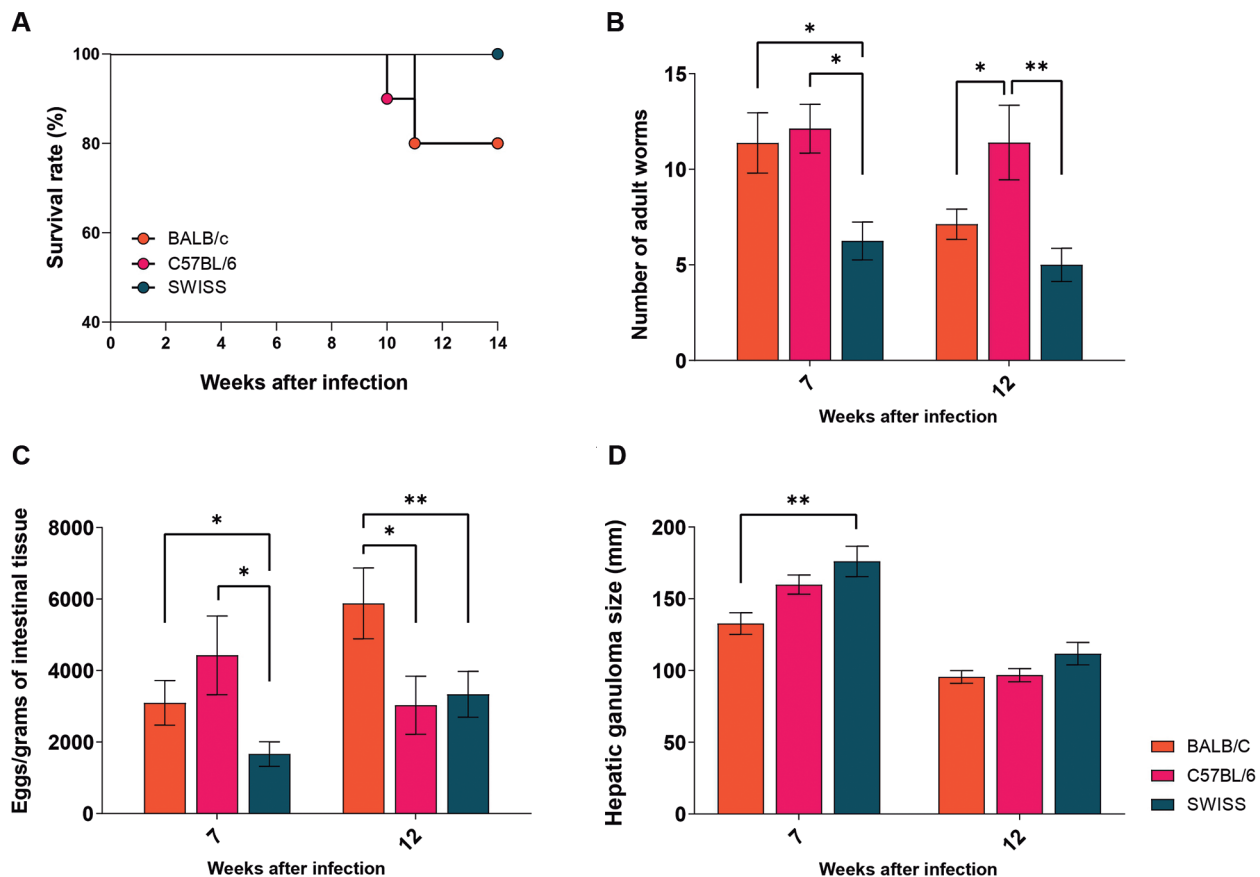 A
Survival rate (%)
100
80
60
40
0 2 4 6 8 10 12 14
Weeks after infection
BALB/c
C57BL/6
SWISS
B
Number of adult worms
15
10
5
0
* * * **
7 12
Weeks after infection
C
Eggs/grams of intestinal tissue
8000
6000
4000
2000
0
* * * **
7 12
Weeks after infection
D
Hepatic ganuloma size (mm)
200
150
100
50
0
**
7 12
Weeks after infection
BALB/C
C57BL/6
SWISS